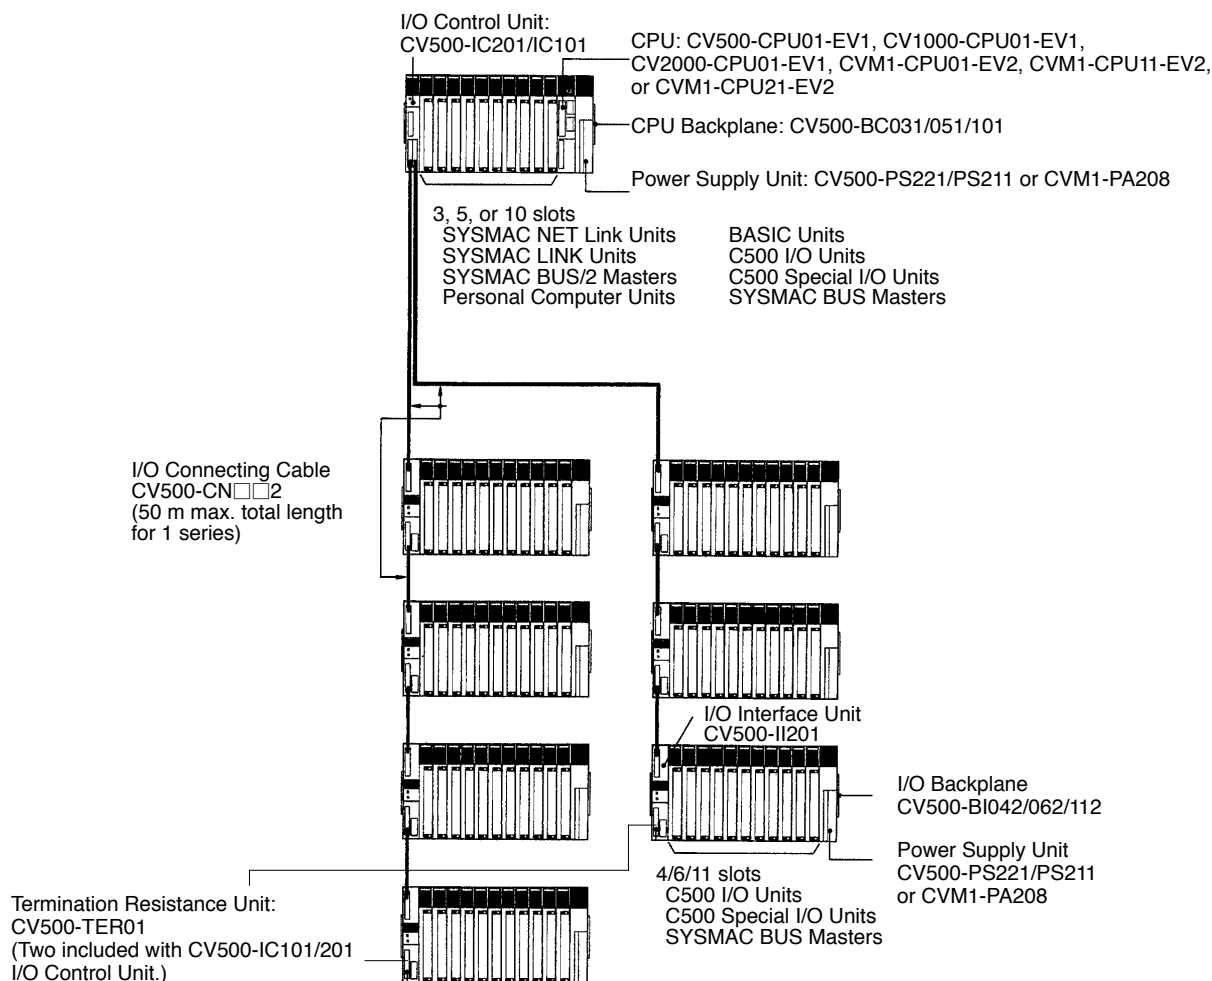 I/O Control Unit:
CV500-IC201/IC101
CPU: CV500-CPU01-EV1, CV1000-CPU01-EV1,
CV2000-CPU01-EV1, CVM1-CPU01-EV2, CVM1-CPU11-EV2,
or CVM1-CPU21-EV2
CPU Backplane: CV500-BC031/051/101
Power Supply Unit: CV500-PS221/PS211 or CVM1-PA208
3, 5, or 10 slots
SYSMAC NET Link Units
SYSMAC LINK Units
SYSMAC BUS/2 Masters
Personal Computer Units
BASIC Units
C500 I/O Units
C500 Special I/O Units
SYSMAC BUS Masters
I/O Connecting Cable
CV500-CN□□2
(50 m max. total length
for 1 series)
I/O Interface Unit
CV500-II201
I/O Backplane
CV500-BI042/062/112
Power Supply Unit
CV500-PS221/PS211
or CVM1-PA208
4/6/11 slots
C500 I/O Units
C500 Special I/O Units
SYSMAC BUS Masters
Termination Resistance Unit:
CV500-TER01
(Two included with CV500-IC101/201
I/O Control Unit.)